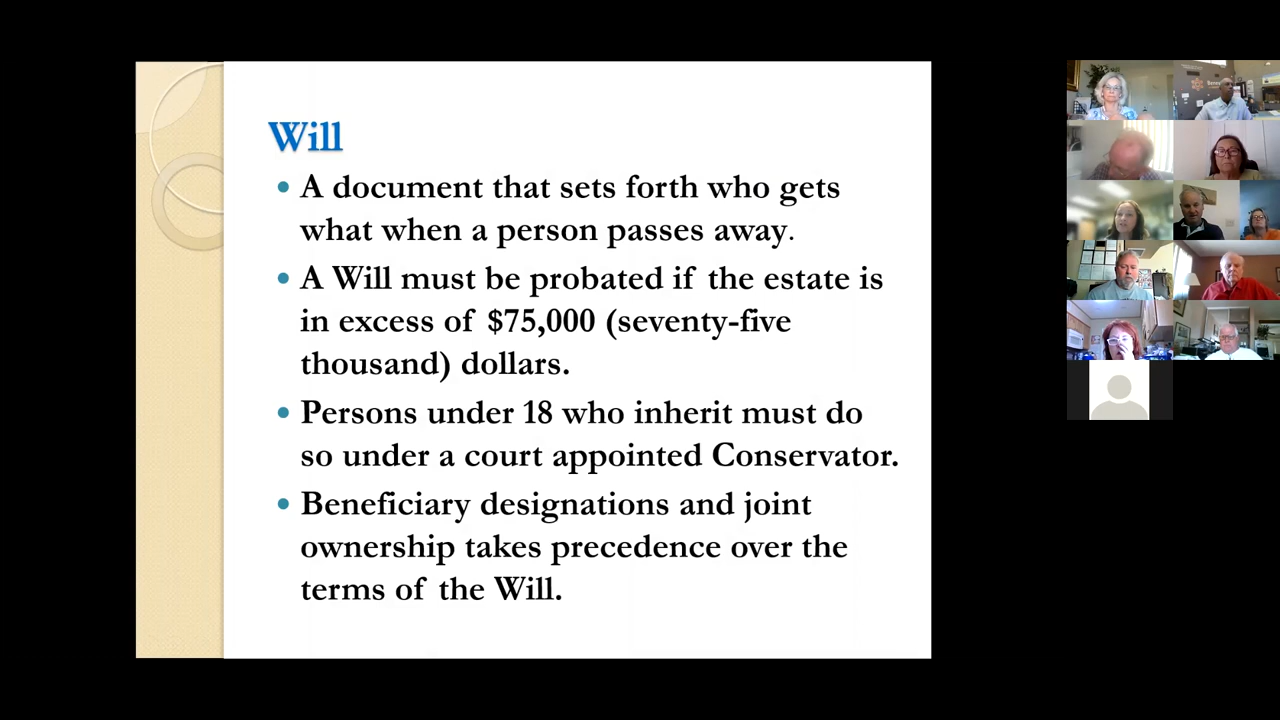 Will
• A document that sets forth who gets
what when a person passes away.
• A Will must be probated if the estate is
in excess of $75,000 (seventy-five
thousand) dollars.
• Persons under 18 who inherit must do
so under a court appointed Conservator.
• Beneficiary designations and joint
ownership takes precedence over the
terms of the Will.